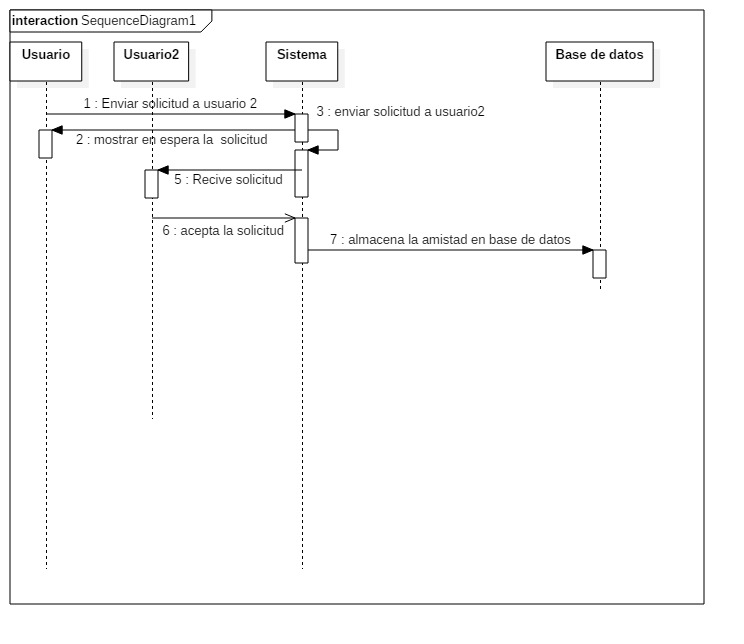 interaction SequenceDiagram1
Usuario
Usuario2
Sistema
Base de datos
1 : Enviar solicitud a usuario 2
3 : enviar solicitud a usuario2
2 : mostrar en espera la  solicitud
5 : Recive solicitud
6 : acepta la solicitud
7 : almacena la amistad en base de datos